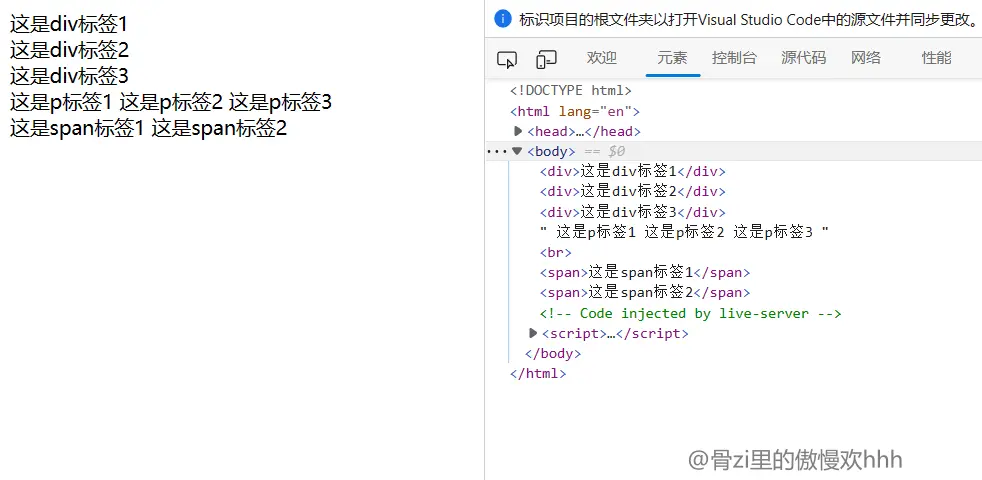 这是div标签1
这是div标签2
这是div标签3
这是p标签1 这是p标签2 这是p标签3
这是span标签1 这是span标签2
标识项目的根文件夹以打开Visual Studio Code中的源文件并同步更改。
欢迎 元素 控制台 源代码 网络 性能
<!DOCTYPE html>
<html lang="en">
<head>…</head>
<body> == $0
<div>这是div标签1</div>
<div>这是div标签2</div>
<div>这是div标签3</div>
" 这是p标签1 这是p标签2 这是p标签3 "
<br>
<span>这是span标签1</span>
<span>这是span标签2</span>
<!-- Code injected by live-server -->
<script>…</script>
</body>
</html>
@骨zi里的傲慢欢hhh